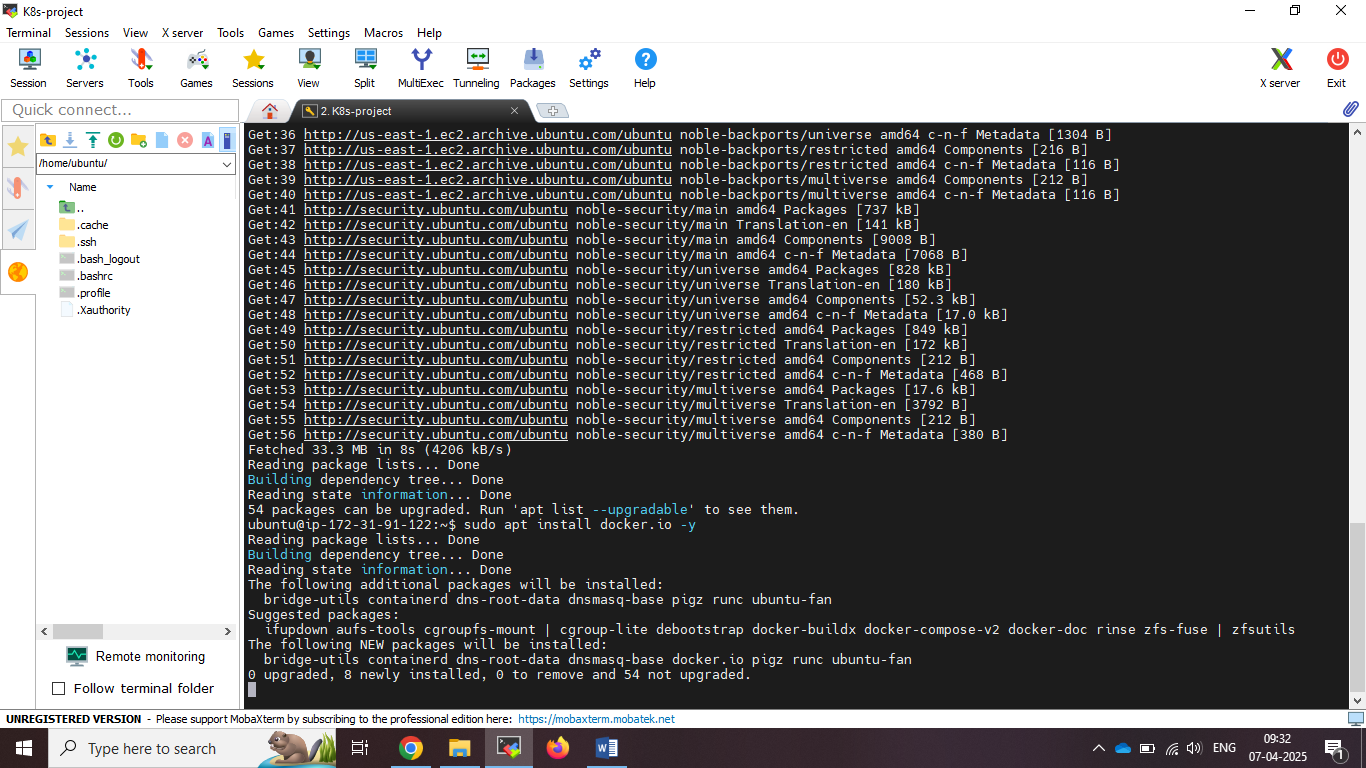 K8s-project
Terminal Sessions View X server Tools Games Settings Macros Help
Session Servers Tools Games Sessions View Split MultiExec Tunneling Packages Settings Help X server Exit
Quick connect...
2. K8s-project
/home/ubuntu/
Name
..
.cache
.ssh
.bash_logout
.bashrc
.profile
.Xauthority
Remote monitoring
Follow terminal folder
Get:36 http://us-east-1.ec2.archive.ubuntu.com/ubuntu noble-backports/universe amd64 c-n-f Metadata [1304 B]
Get:37 http://us-east-1.ec2.archive.ubuntu.com/ubuntu noble-backports/restricted amd64 Components [216 B]
Get:38 http://us-east-1.ec2.archive.ubuntu.com/ubuntu noble-backports/restricted amd64 c-n-f Metadata [116 B]
Get:39 http://us-east-1.ec2.archive.ubuntu.com/ubuntu noble-backports/multiverse amd64 Components [212 B]
Get:40 http://us-east-1.ec2.archive.ubuntu.com/ubuntu noble-backports/multiverse amd64 c-n-f Metadata [116 B]
Get:41 http://security.ubuntu.com/ubuntu noble-security/main amd64 Packages [737 kB]
Get:42 http://security.ubuntu.com/ubuntu noble-security/main Translation-en [141 kB]
Get:43 http://security.ubuntu.com/ubuntu noble-security/main amd64 Components [9008 B]
Get:44 http://security.ubuntu.com/ubuntu noble-security/main amd64 c-n-f Metadata [7068 B]
Get:45 http://security.ubuntu.com/ubuntu noble-security/universe amd64 Packages [828 kB]
Get:46 http://security.ubuntu.com/ubuntu noble-security/universe Translation-en [180 kB]
Get:47 http://security.ubuntu.com/ubuntu noble-security/universe amd64 Components [52.3 kB]
Get:48 http://security.ubuntu.com/ubuntu noble-security/universe amd64 c-n-f Metadata [17.0 kB]
Get:49 http://security.ubuntu.com/ubuntu noble-security/restricted amd64 Packages [849 kB]
Get:50 http://security.ubuntu.com/ubuntu noble-security/restricted Translation-en [172 kB]
Get:51 http://security.ubuntu.com/ubuntu noble-security/restricted amd64 Components [212 B]
Get:52 http://security.ubuntu.com/ubuntu noble-security/restricted amd64 c-n-f Metadata [468 B]
Get:53 http://security.ubuntu.com/ubuntu noble-security/multiverse amd64 Packages [17.6 kB]
Get:54 http://security.ubuntu.com/ubuntu noble-security/multiverse Translation-en [3792 B]
Get:55 http://security.ubuntu.com/ubuntu noble-security/multiverse amd64 Components [212 B]
Get:56 http://security.ubuntu.com/ubuntu noble-security/multiverse amd64 c-n-f Metadata [380 B]
Fetched 33.3 MB in 8s (4206 kB/s)
Reading package lists... Done
Building dependency tree... Done
Reading state information... Done
54 packages can be upgraded. Run 'apt list --upgradable' to see them.
ubuntu@ip-172-31-91-122:~$ sudo apt install docker.io -y
Reading package lists... Done
Building dependency tree... Done
Reading state information... Done
The following additional packages will be installed:
bridge-utils containerd dns-root-data dnsmasq-base pigz runc ubuntu-fan
Suggested packages:
ifupdown aufs-tools cgroupfs-mount | cgroup-lite debootstrap docker-buildx docker-compose-v2 docker-doc rinse zfs-fuse | zfsutils
The following NEW packages will be installed:
bridge-utils containerd dns-root-data dnsmasq-base docker.io pigz runc ubuntu-fan
0 upgraded, 8 newly installed, 0 to remove and 54 not upgraded.
UNREGISTERED VERSION - Please support MobaXterm by subscribing to the professional edition here: https://mobaxterm.mobatek.net
Type here to search
ENG
09:32
07-04-2025
1